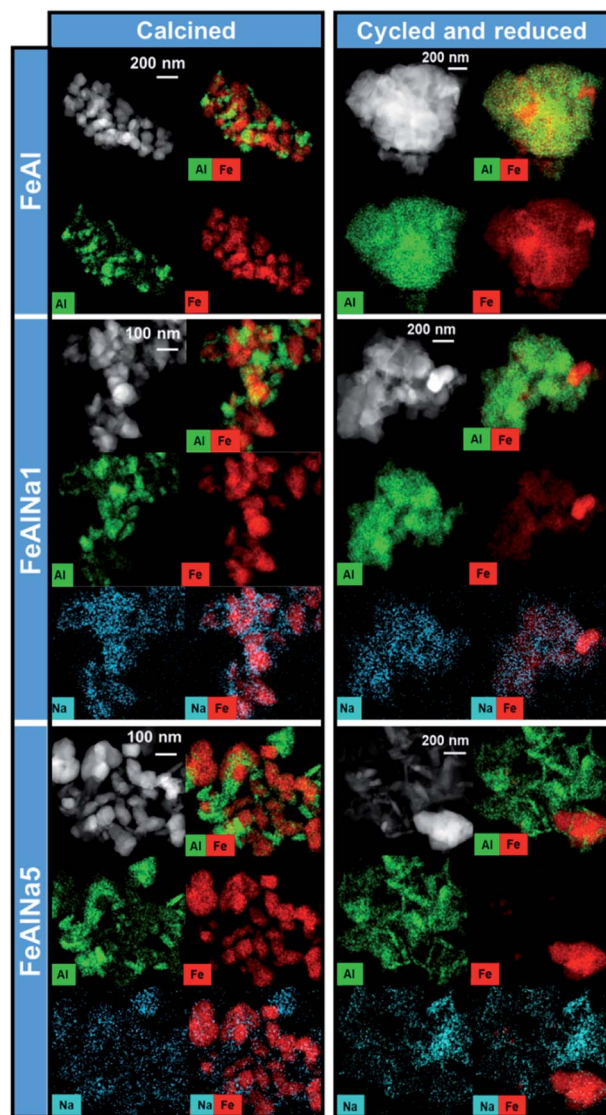 Calcined
Cycled and reduced
FeAl
200 nm
Al Fe
Al
Fe
200 nm
Al Fe
Al
Fe
FeAlNa1
100 nm
Al Fe
Al
Fe
Na
Na Fe
200 nm
Al Fe
Al
Fe
Na
Na Fe
FeAlNa5
100 nm
Al Fe
Al
Fe
Na
Na Fe
200 nm
Al Fe
Al
Fe
Na
Na Fe